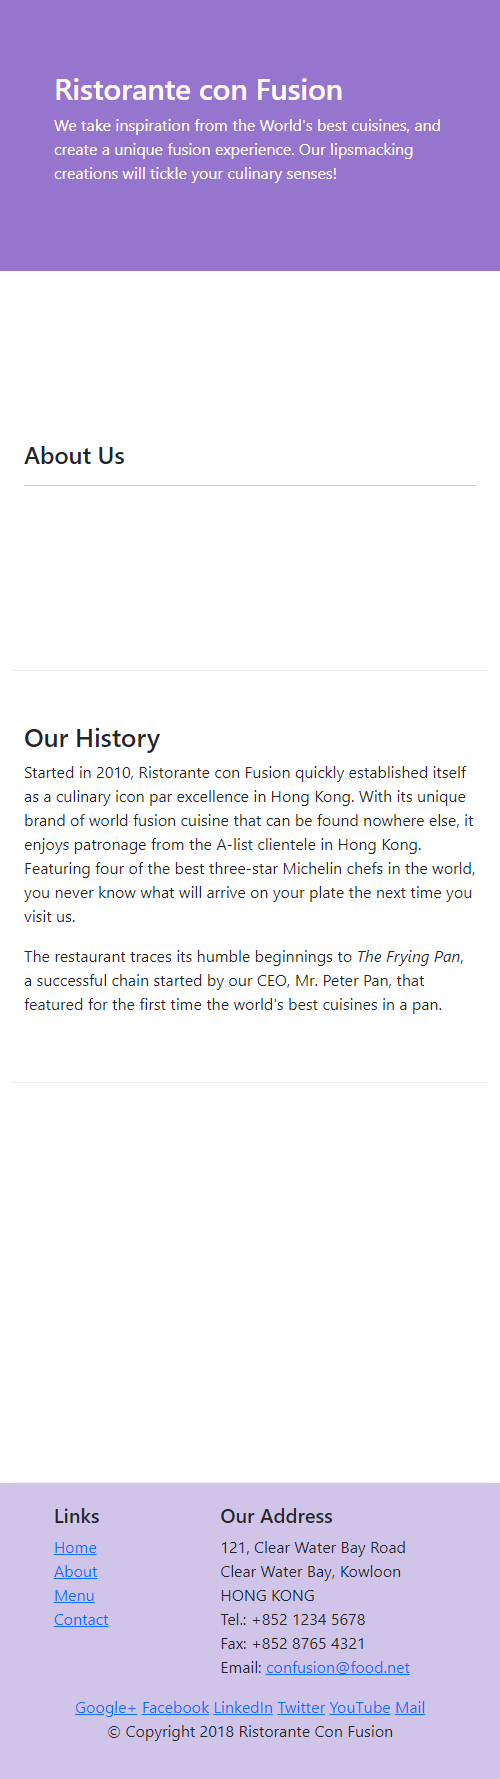 Ristorante con Fusion
We take inspiration from the World's best cuisines, and
create a unique fusion experience. Our lipsmacking
creations will tickle your culinary senses!
About Us
Our History
Started in 2010, Ristorante con Fusion quickly established itself
as a culinary icon par excellence in Hong Kong. With its unique
brand of world fusion cuisine that can be found nowhere else, it
enjoys patronage from the A-list clientele in Hong Kong.
Featuring four of the best three-star Michelin chefs in the world,
you never know what will arrive on your plate the next time you
visit us.
The restaurant traces its humble beginnings to The Frying Pan,
a successful chain started by our CEO, Mr. Peter Pan, that
featured for the first time the world's best cuisines in a pan.
Links
Home
About
Menu
Contact
Our Address
121, Clear Water Bay Road
Clear Water Bay, Kowloon
HONG KONG
Tel.: +852 1234 5678
Fax: +852 8765 4321
Email: confusion@food.net
Google+ Facebook LinkedIn Twitter YouTube Mail
© Copyright 2018 Ristorante Con Fusion